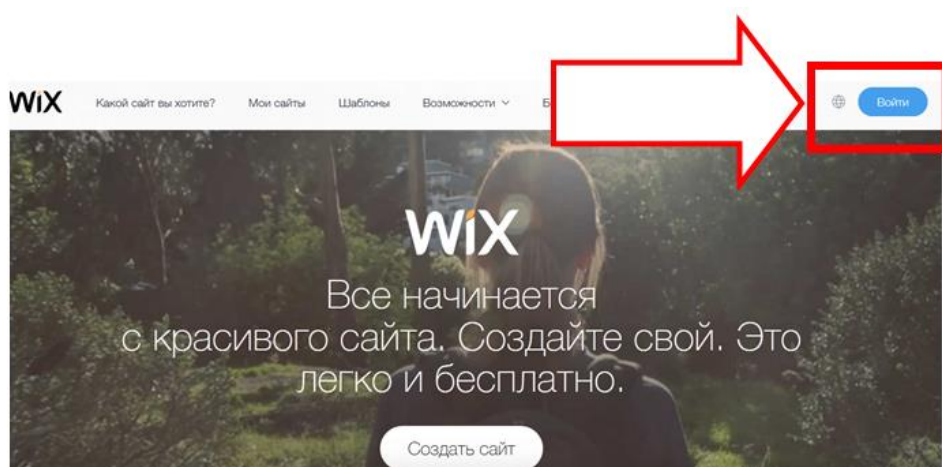 WiX Какой сайт вы хотите? Мои сайты Шаблоны Возможности Войти
WiX
Все начинается
с красивого сайта. Создайте свой. Это
легко и бесплатно.
Создать сайт